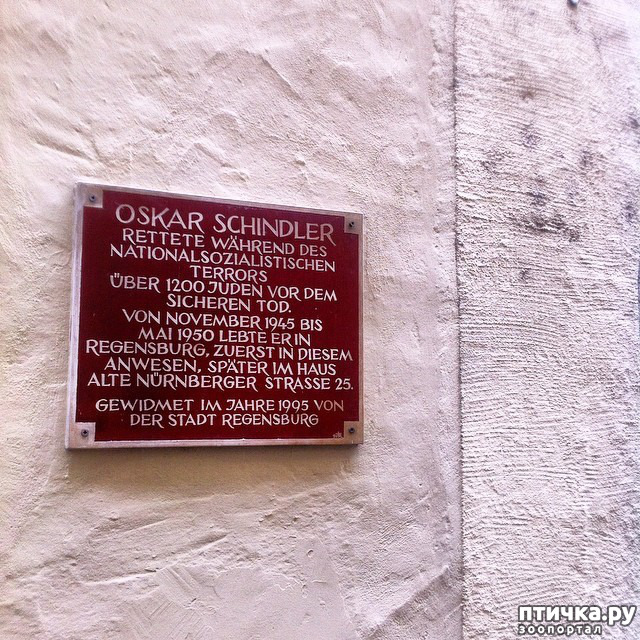 OSKAR SCHINDLER
RETTETE WÄHREND DES
NATIONALSOZIALISTISCHEN
TERRORS
ÜBER 1200 JUDEN VOR DEM
SICHEREN TOD.
VON NOVEMBER 1945 BIS
MAI 1950 LEBTE ER IN
REGENSBURG, ZUERST IN DIESEM
ANWESEN, SPÄTER IM HAUS
ALTE NÜRNBERGER STRASSE 25.
GEWIDMET IM JAHRE 1995 VON
DER STADT REGENSBURG
птичка.ру
зоопортал